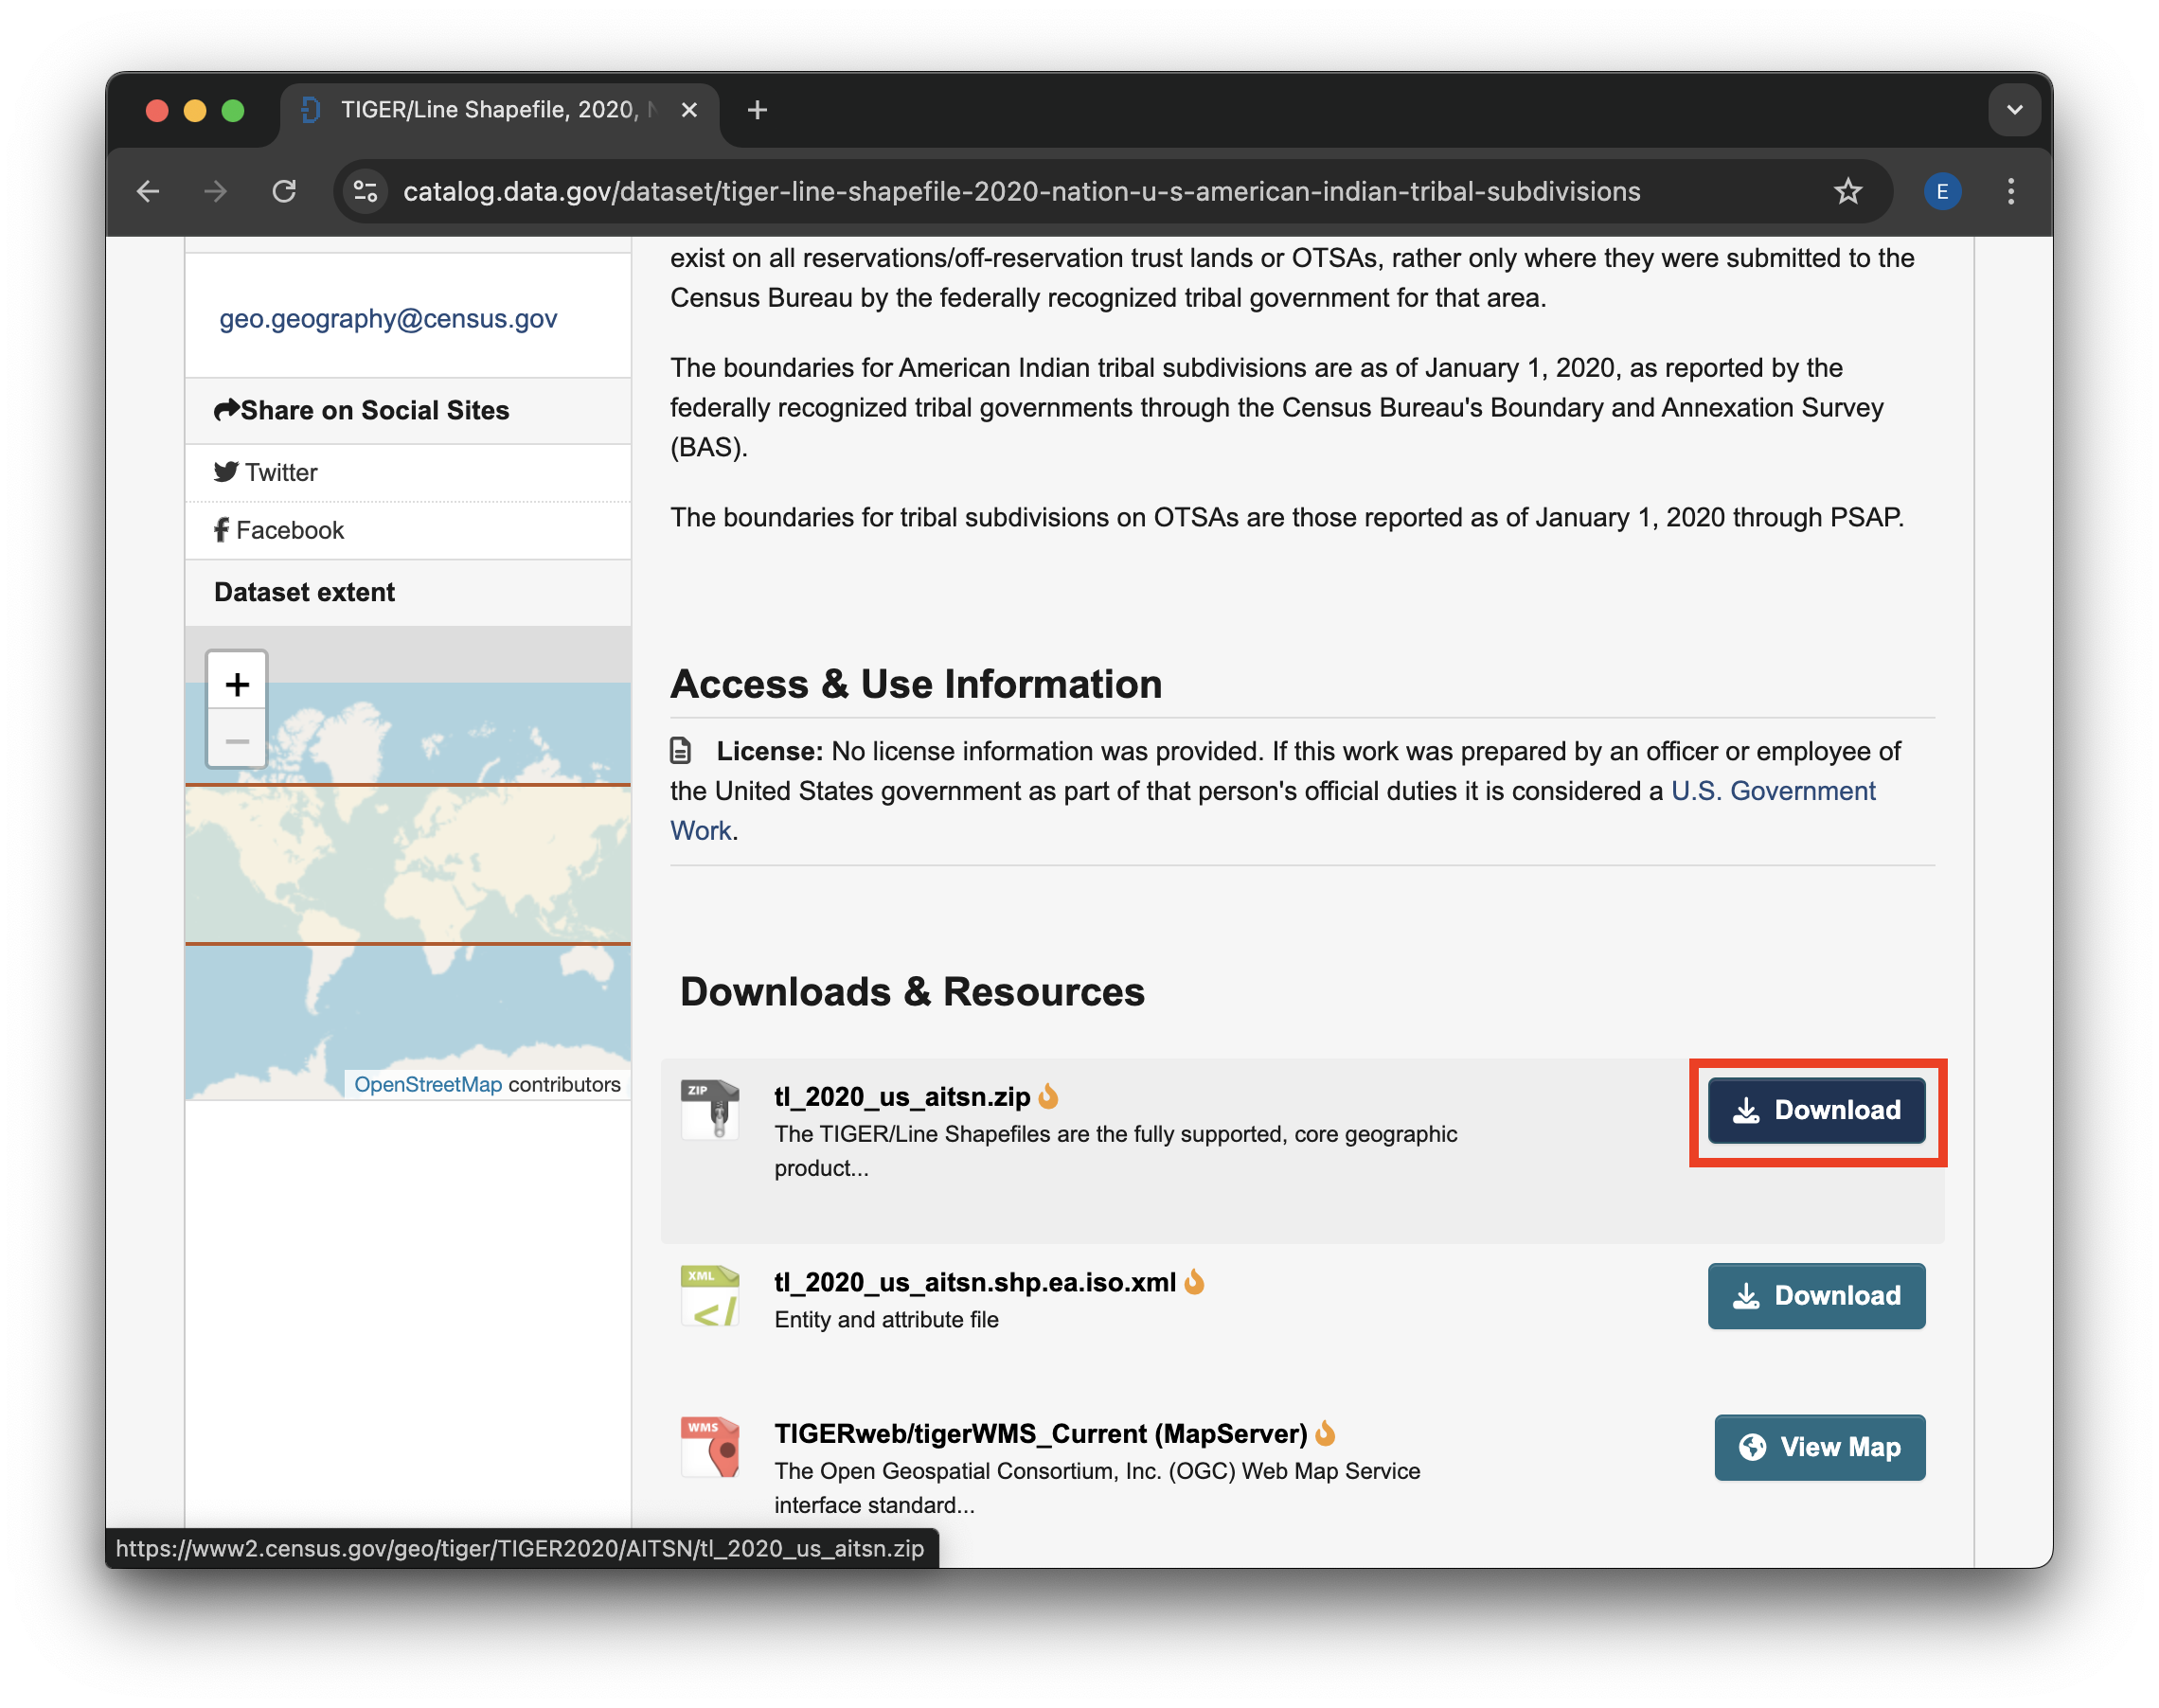 TIGER/Line Shapefile, 2020,
catalog.data.gov/dataset/tiger-line-shapefile-2020-nation-u-s-american-indian-tribal-subdivisions
E
geo.geography@census.gov
Share on Social Sites
Twitter
Facebook
Dataset extent
+
−
OpenStreetMap contributors
exist on all reservations/off-reservation trust lands or OTSAs, rather only where they were submitted to the
Census Bureau by the federally recognized tribal government for that area.
The boundaries for American Indian tribal subdivisions are as of January 1, 2020, as reported by the
federally recognized tribal governments through the Census Bureau's Boundary and Annexation Survey
(BAS).
The boundaries for tribal subdivisions on OTSAs are those reported as of January 1, 2020 through PSAP.
Access & Use Information
License: No license information was provided. If this work was prepared by an officer or employee of
the United States government as part of that person's official duties it is considered a U.S. Government
Work.
Downloads & Resources
ZIP
tl_2020_us_aitsn.zip
The TIGER/Line Shapefiles are the fully supported, core geographic
product...
Download
XML
</
tl_2020_us_aitsn.shp.ea.iso.xml
Entity and attribute file
Download
WMS
TIGERweb/tigerWMS_Current (MapServer)
The Open Geospatial Consortium, Inc. (OGC) Web Map Service
interface standard...
View Map
https://www2.census.gov/geo/tiger/TIGER2020/AITSN/tl_2020_us_aitsn.zip